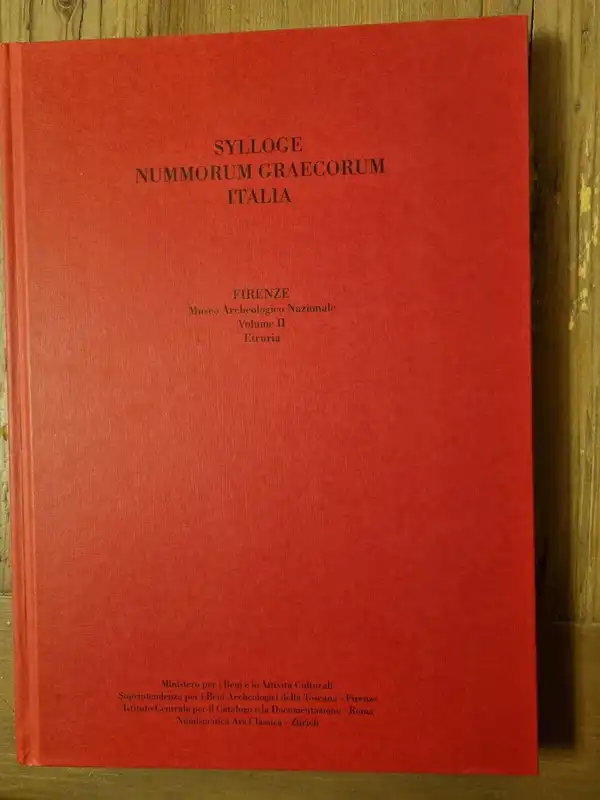 SYLLOGE
NUMMORUM GRAECORUM
ITALIA
FIRENZE
Museo Archeologico Nazionale
Volume II
Etruria
Ministero per i Beni e le Attività Culturali
Soprintendenza per i Beni Archeologici della Toscana - Firenze
Istituto Centrale per il Catalogo e la Documentazione - Roma
Numismatica Ars Classica - Zürich